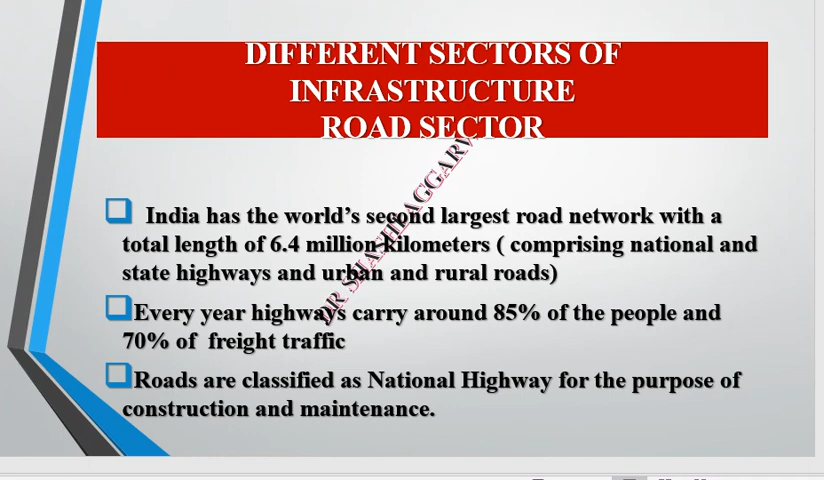 DIFFERENT SECTORS OF
INFRASTRUCTURE
ROAD SECTOR
India has the world’s second largest road network with a
total length of 6.4 million kilometers ( comprising national and
state highways and urban and rural roads)
Every year highways carry around 85% of the people and
70% of freight traffic
Roads are classified as National Highway for the purpose of
construction and maintenance.